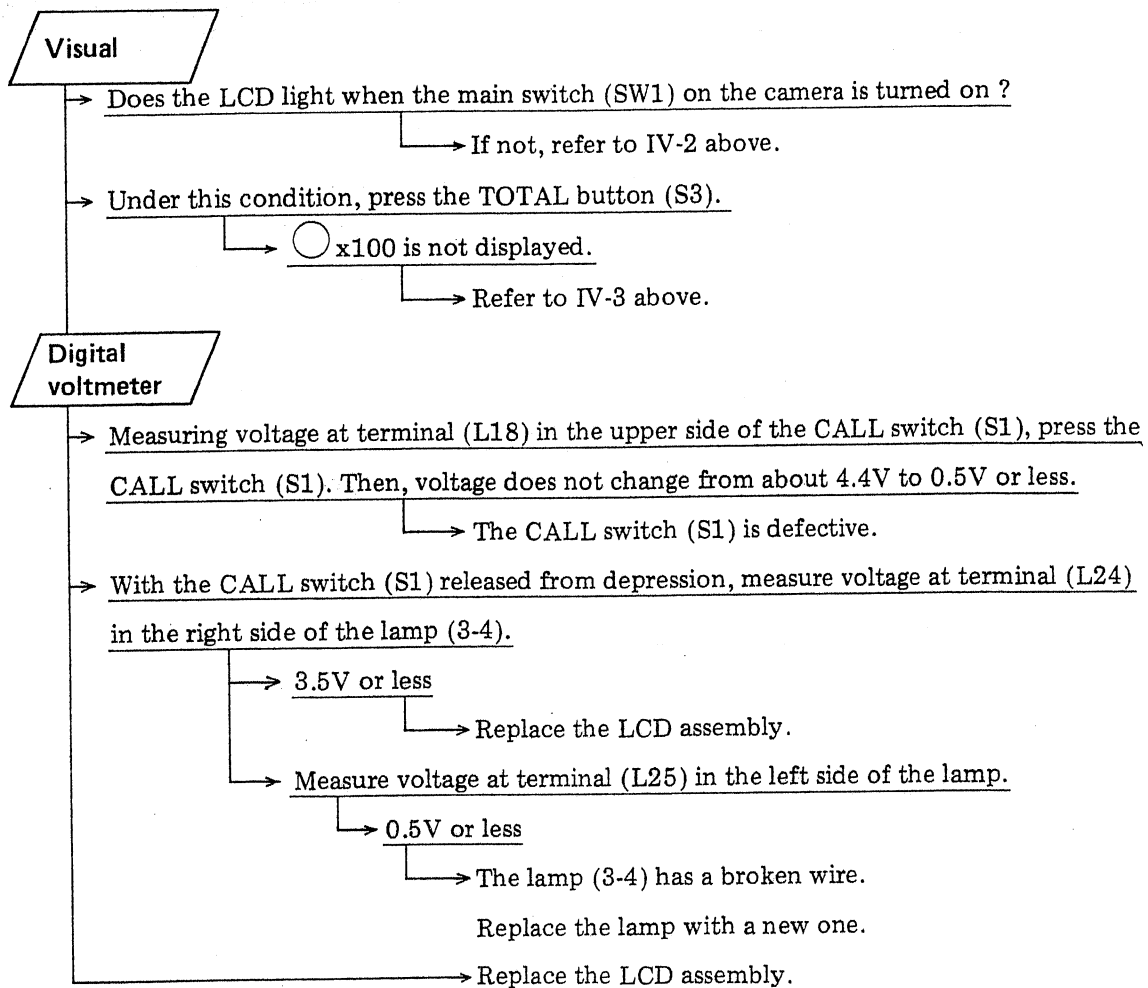 Visual
Does the LCD light when the main switch (SW1) on the camera is turned on ?
If not, refer to IV-2 above.
Under this condition, press the TOTAL button (S3).
x100 is not displayed.
Refer to IV-3 above.
Digital
voltmeter
Measuring voltage at terminal (L18) in the upper side of the CALL switch (S1), press the
CALL switch (S1). Then, voltage does not change from about 4.4V to 0.5V or less.
The CALL switch (S1) is defective.
With the CALL switch (S1) released from depression, measure voltage at terminal (L24)
in the right side of the lamp (3-4).
3.5V or less
Replace the LCD assembly.
Measure voltage at terminal (L25) in the left side of the lamp.
0.5V or less
The lamp (3-4) has a broken wire.
Replace the lamp with a new one.
Replace the LCD assembly.